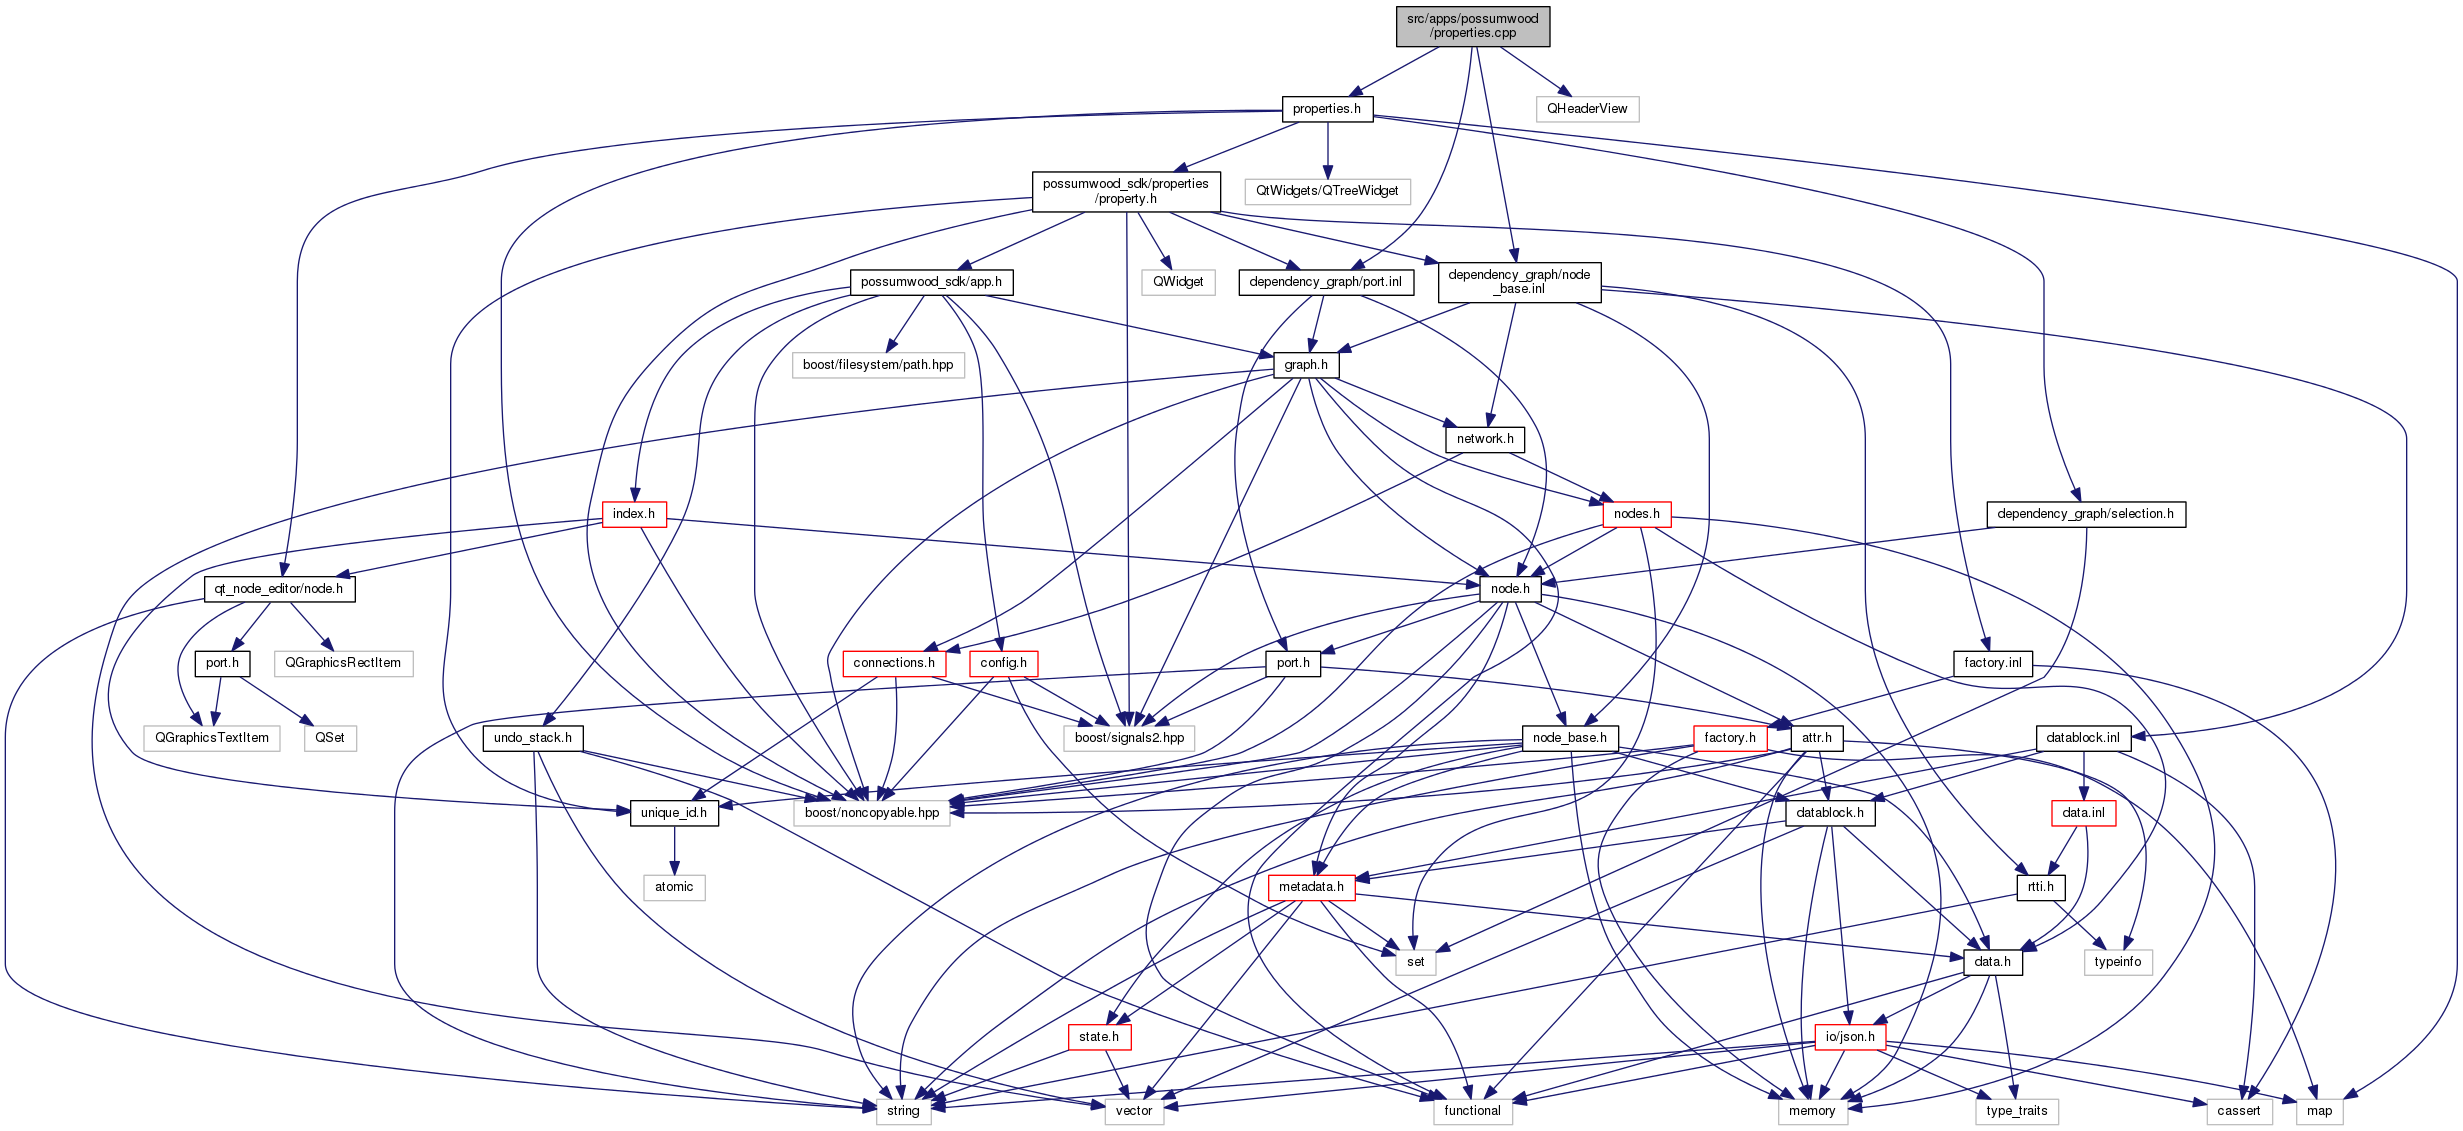 src/apps/possumwood
/properties.cpp
properties.h
QHeaderView
possumwood_sdk/properties
/property.h
QtWidgets/QTreeWidget
possumwood_sdk/app.h
QWidget
dependency_graph/port.inl
dependency_graph/node
_base.inl
boost/filesystem/path.hpp
graph.h
network.h
index.h
nodes.h
dependency_graph/selection.h
qt_node_editor/node.h
node.h
port.h
QGraphicsRectItem
connections.h
config.h
port.h
factory.inl
QGraphicsTextItem
QSet
undo_stack.h
boost/signals2.hpp
node_base.h
factory.h
attr.h
datablock.inl
unique_id.h
boost/noncopyable.hpp
datablock.h
data.inl
atomic
metadata.h
rtti.h
set
data.h
typeinfo
state.h
io/json.h
string
vector
functional
memory
type_traits
cassert
map